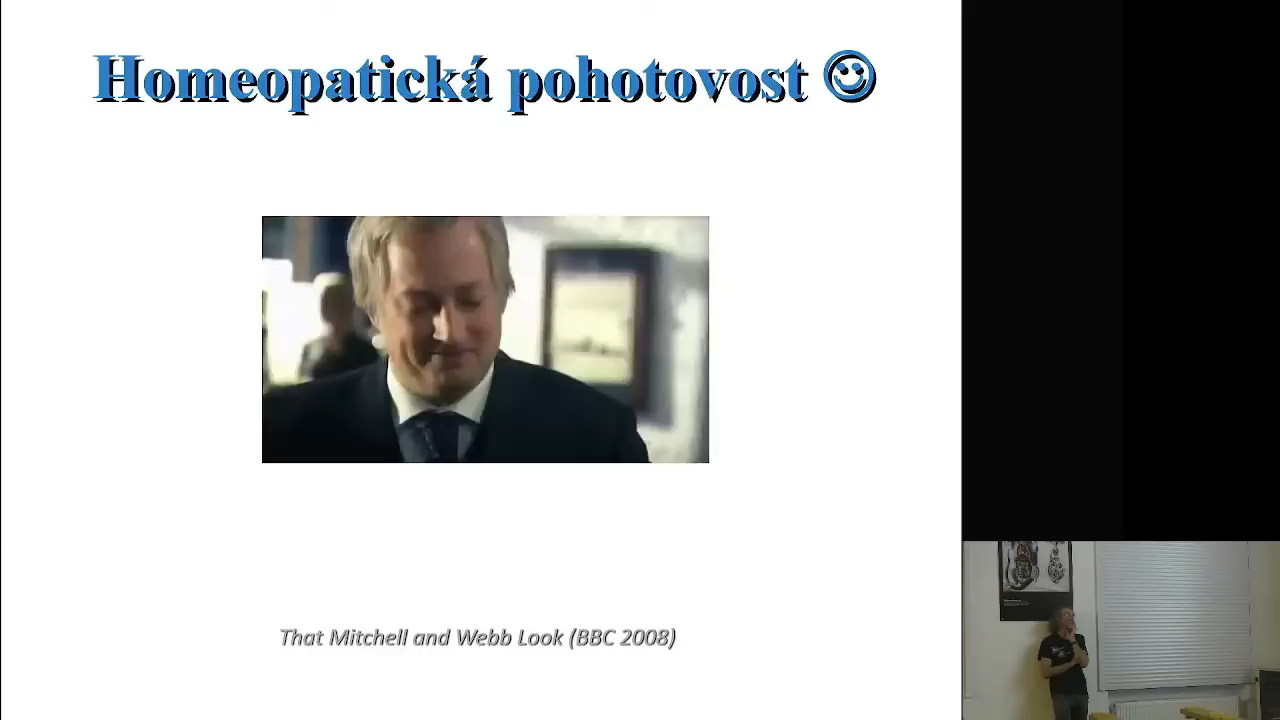 Homeopatická pohotovost ☺
That Mitchell and Webb Look (BBC 2008)